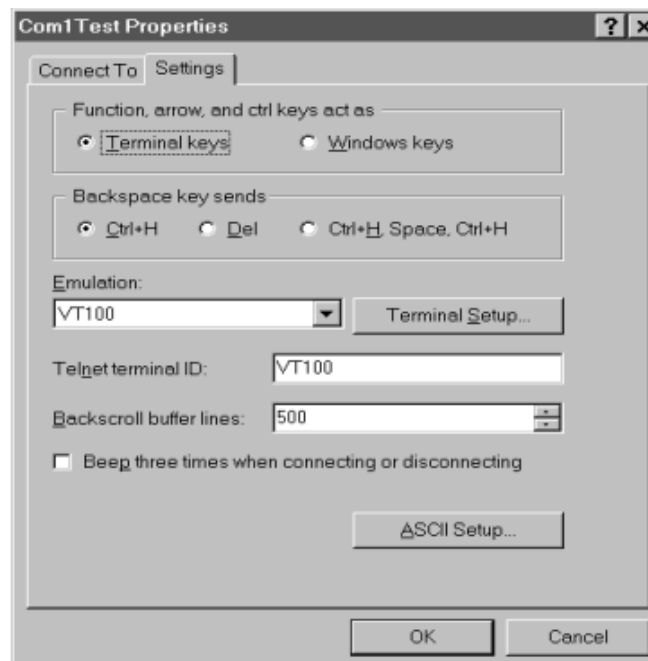 Com1Test Properties
Connect To Settings
Function, arrow, and ctrl keys act as
Terminal keys Windows keys
Backspace key sends
Ctrl+H Del Ctrl+H, Space, Ctrl+H
Emulation:
VT100 Terminal Setup...
Telnet terminal ID: VT100
Backscroll buffer lines: 500
Beep three times when connecting or disconnecting
ASCII Setup...
OK Cancel